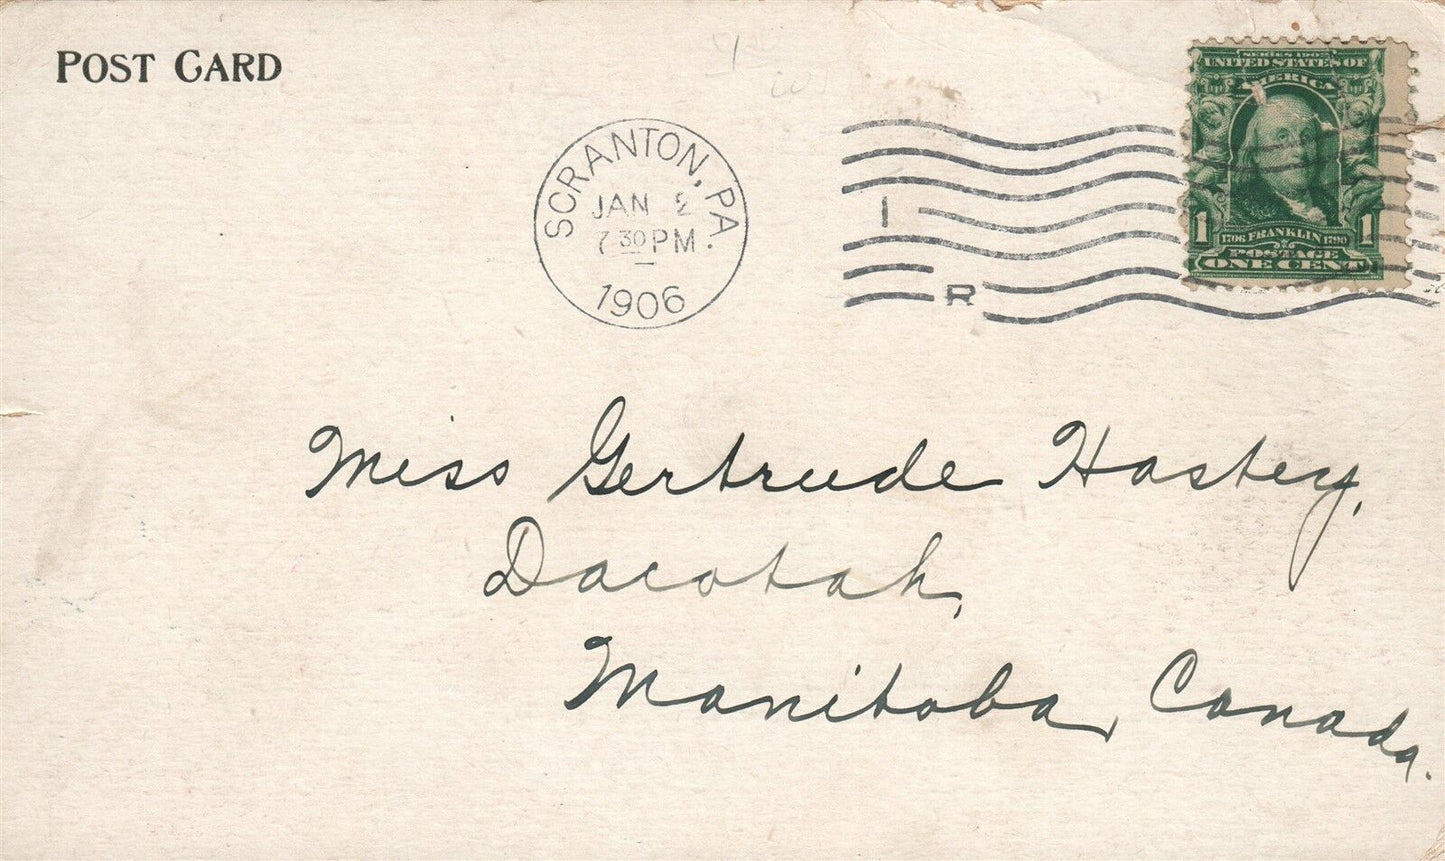 POST CARD
SCRANTON, PA.
JAN 2
7 30 PM
1906
I
R
SERIES 1902
UNITED STATES OF
AMERICA
1 1
1706 FRANKLIN 1790
POSTAGE
ONE CENT
Miss Gertrude Hastey,
Dacotah,
Manitoba, Canada.